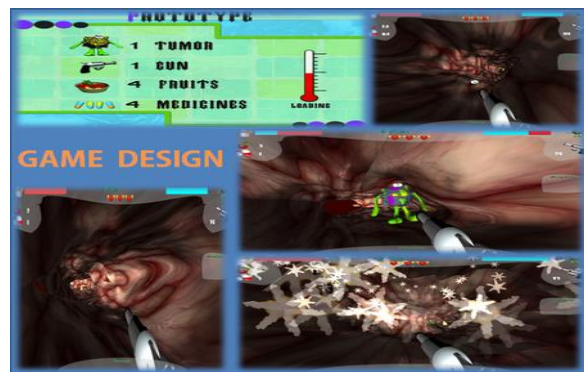 PROTOTYPE
1 TUMOR
1 GUN
4 FRUITS
4 MEDICINES
LOADING
GAME DESIGN